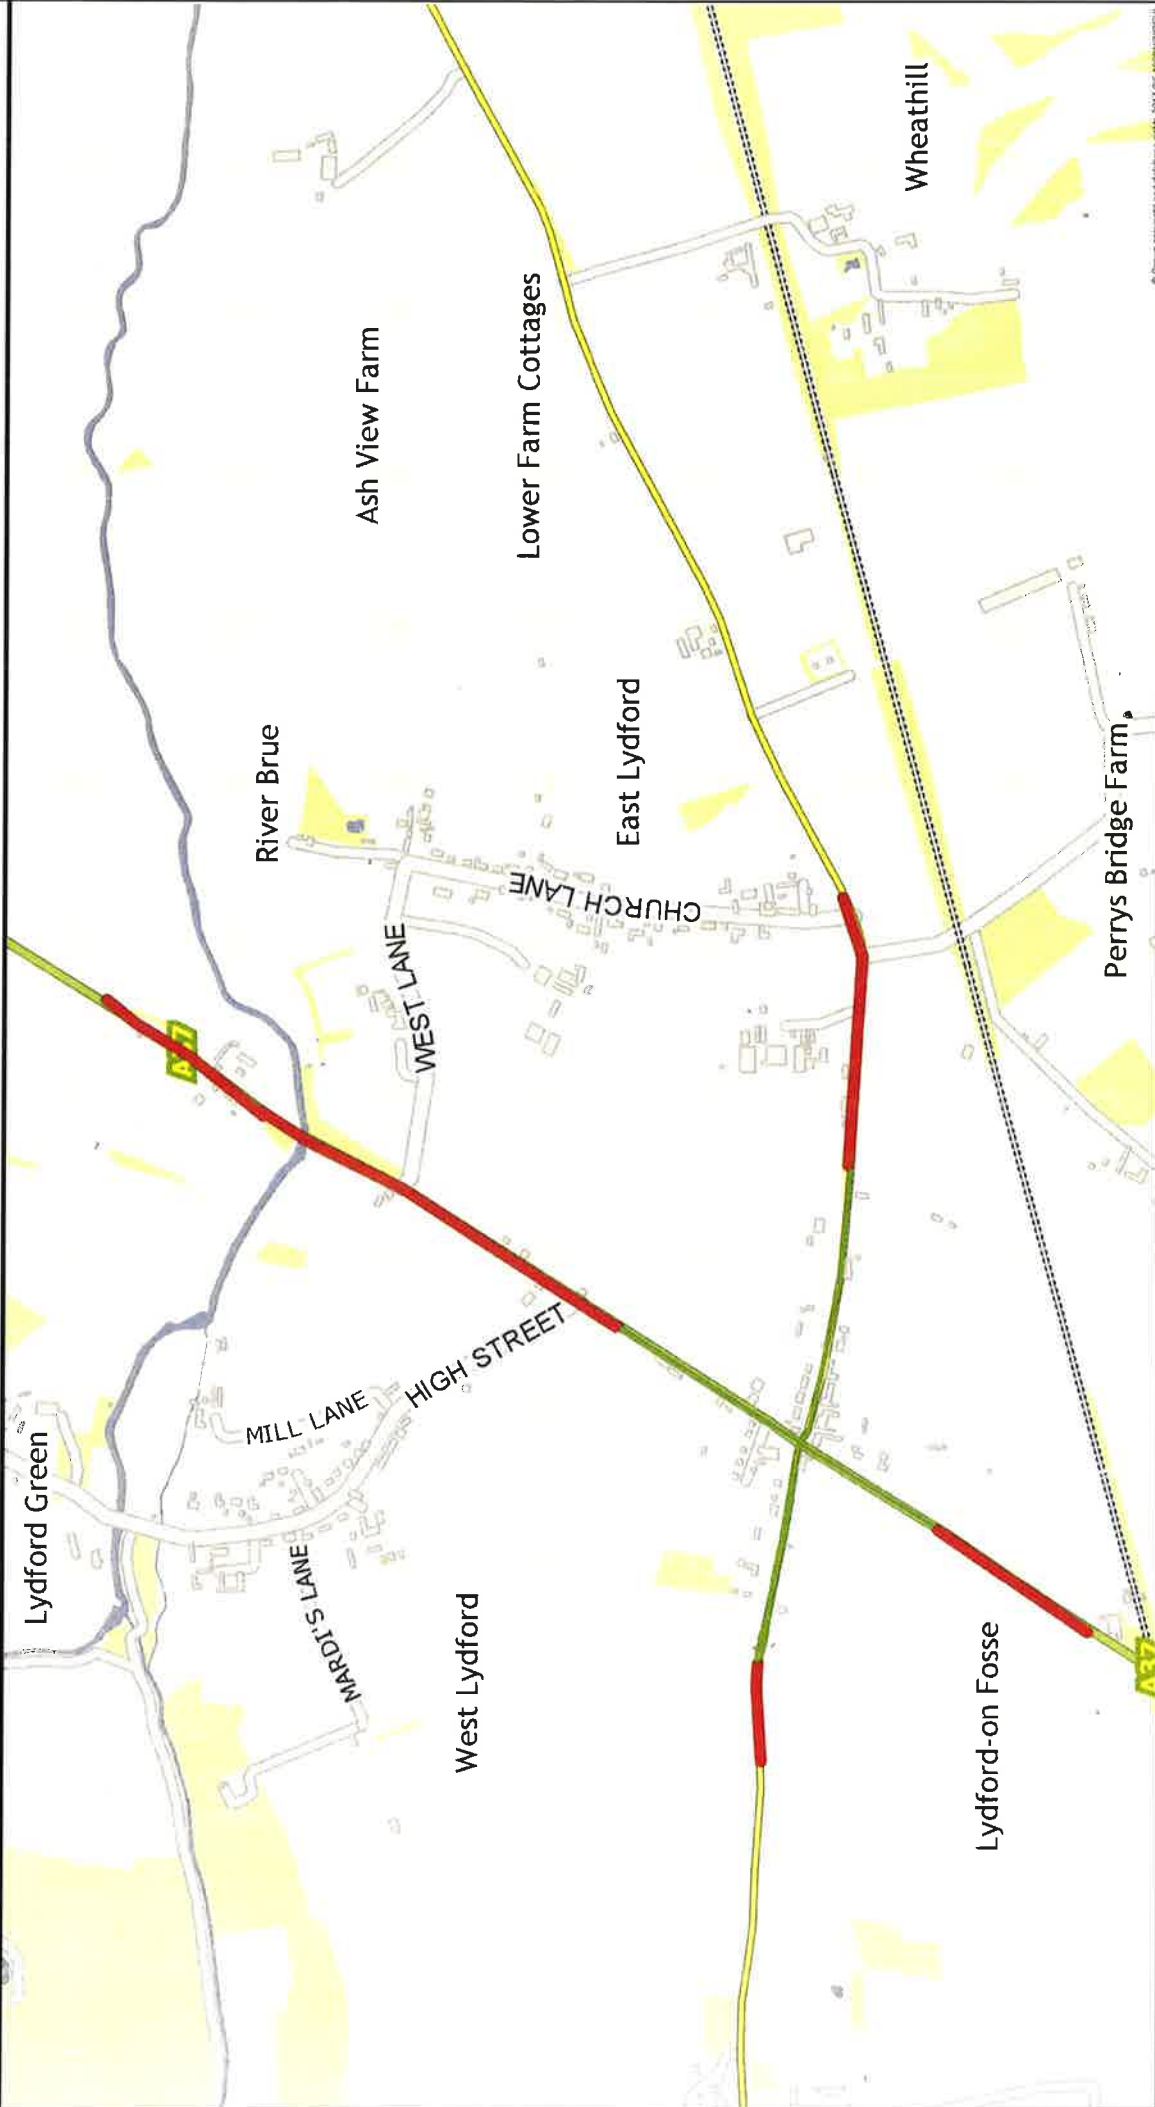 Lydford Green
A37
River Brue
MILL LANE
MARDI'S LANE
HIGH STREET
WEST LANE
Ash View Farm
West Lydford
CHURCH LANE
Lower Farm Cottages
East Lydford
Wheathill
Lydford-on Fosse
Perrys Bridge Farm
A37